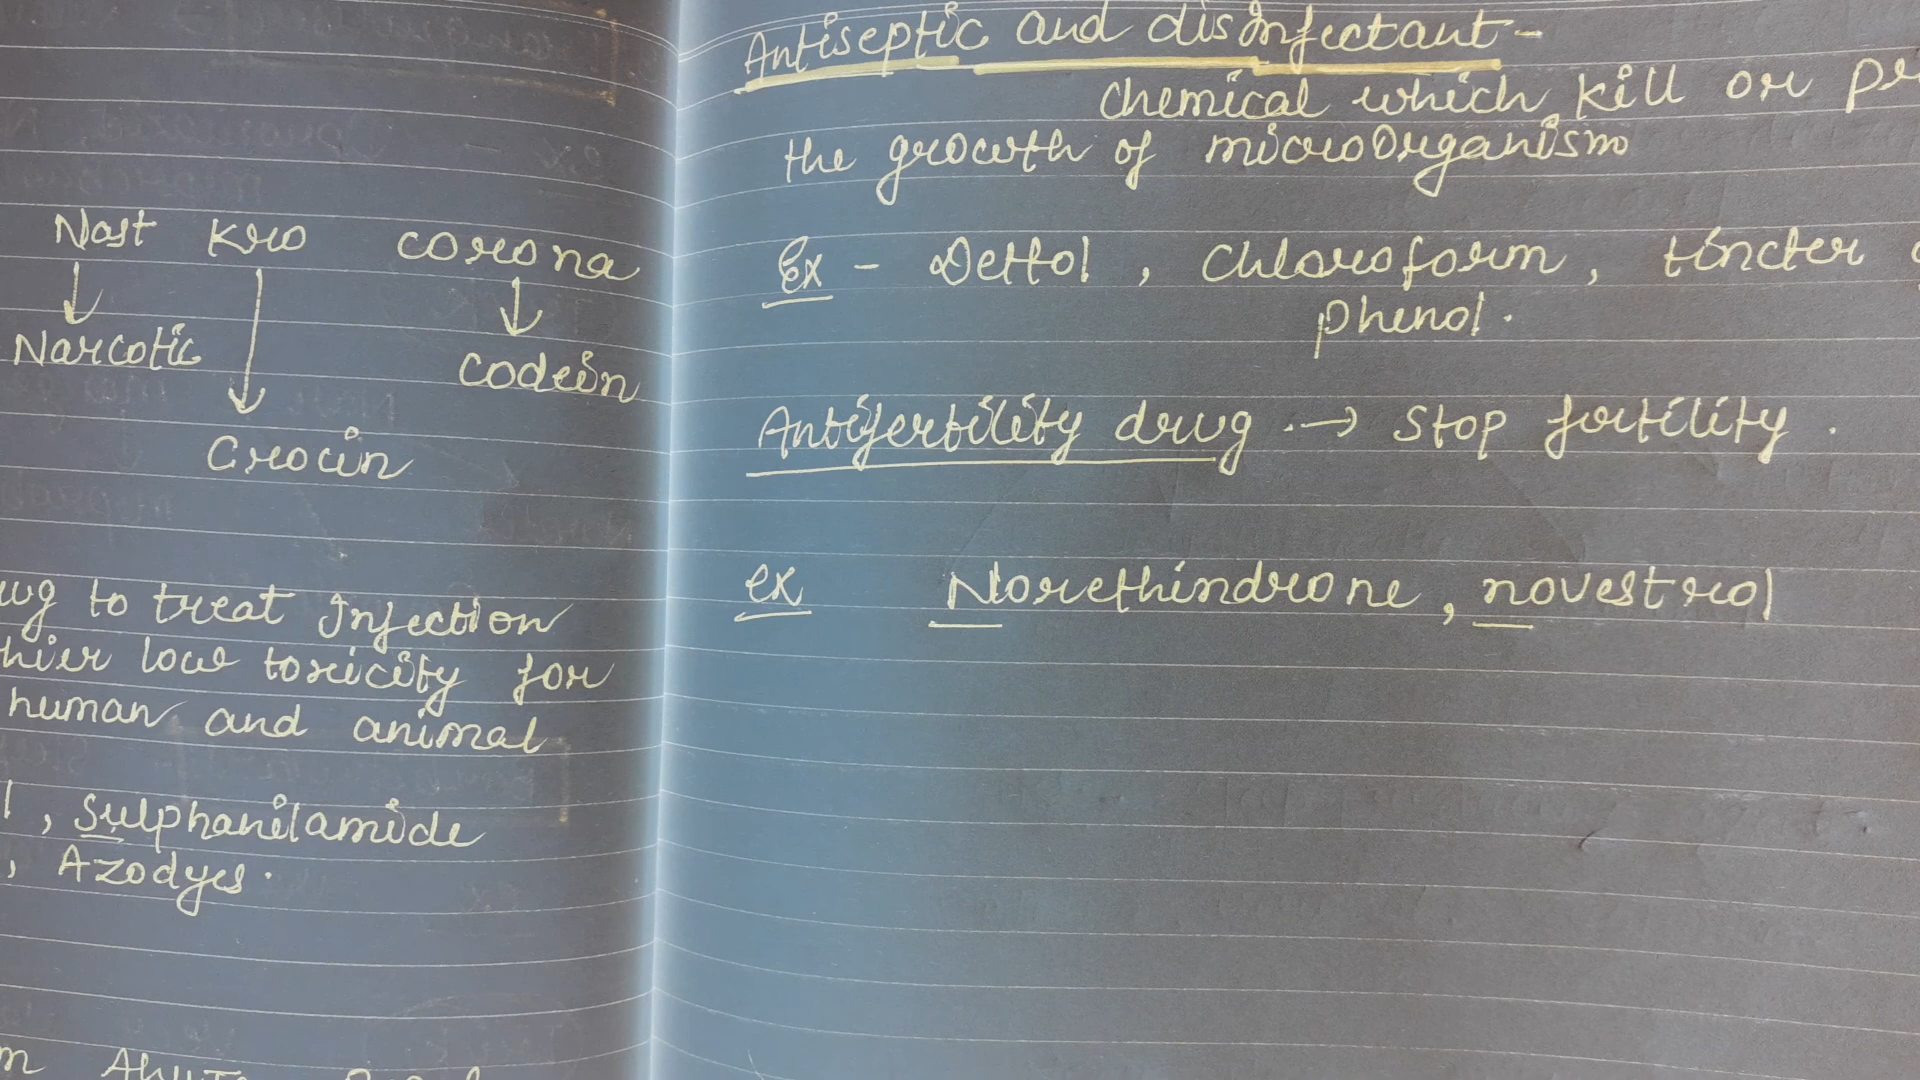 Nast kro corona
Narcotic
Codein
Crocin
to treat Infection
low toxicity for
human and animal
, Sulphanilamide
, Azodyes.
Antiseptic and disinfectant -
Chemical which kill or
the growth of microorganism
Ex - Dettol , Chloroform , tincter
phenol.
Antifertility drug → Stop fertility .
ex Norethindrone , novestrol